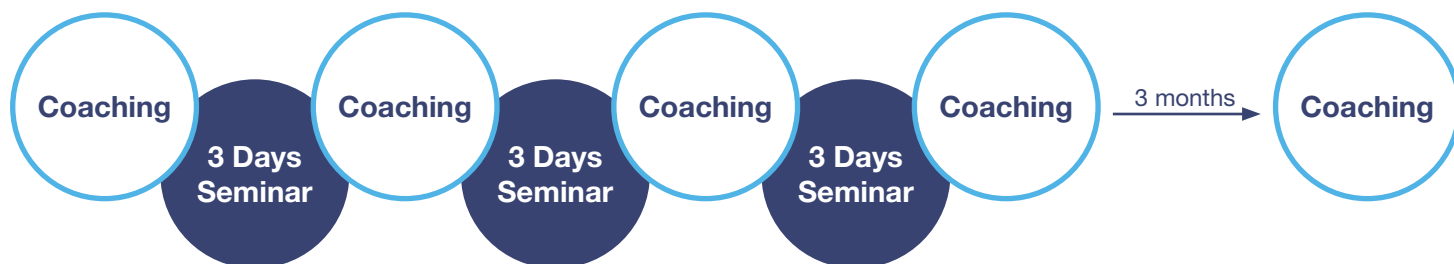 Coaching
3 Days
Seminar
Coaching
3 Days
Seminar
Coaching
3 Days
Seminar
Coaching
3 months
Coaching